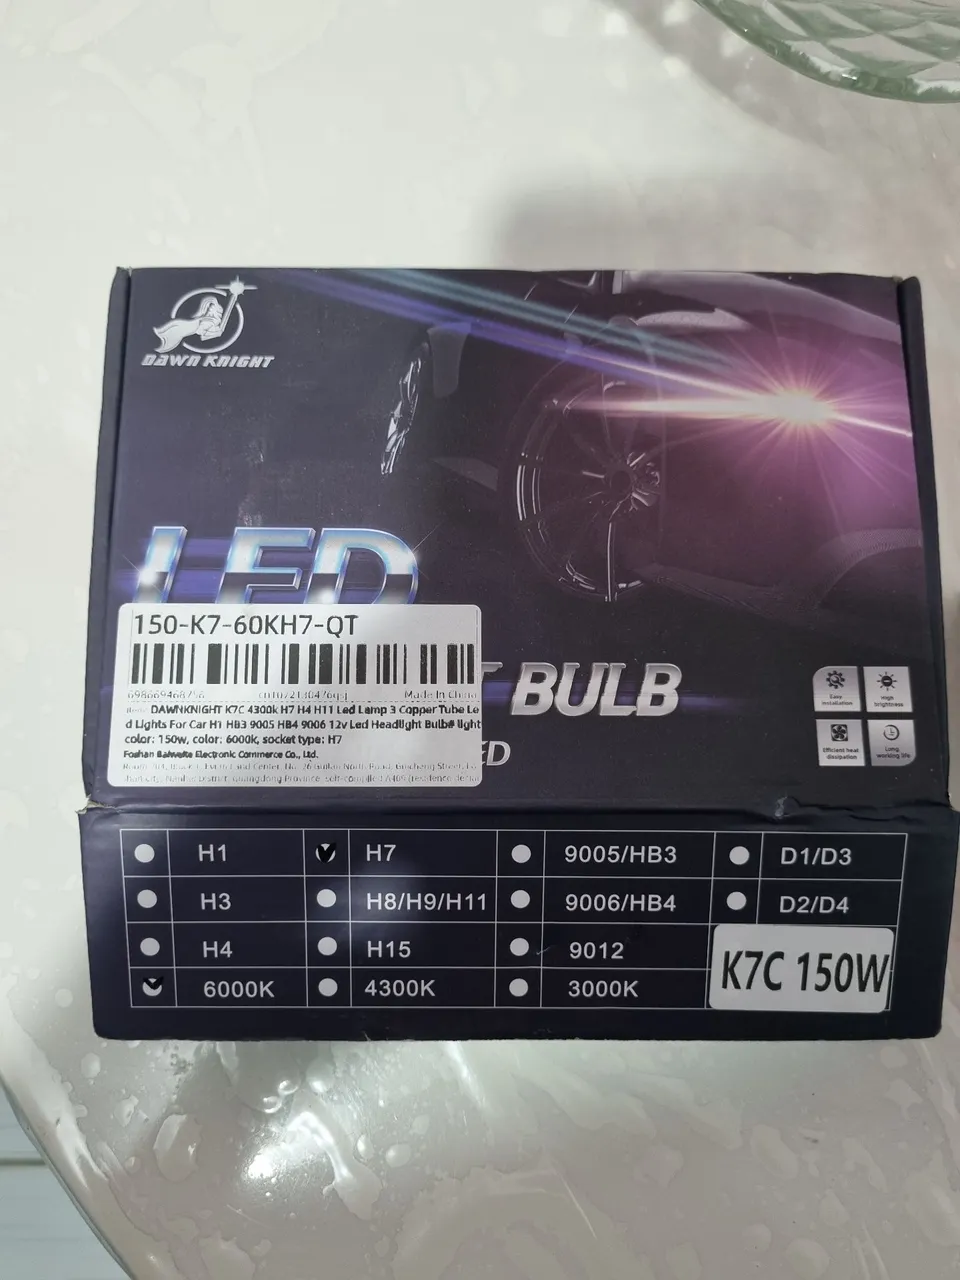 DAWN KNIGHT
LED
150-K7-60KH7-QT
T BULB
Made In China
DAWNKNIGHT K7C 4300k H7 H4 H11 Led Lamp 3 Copper Tube Le
d Lights For Car H1 HB3 9005 HB4 9006 12v Led Headlight Bulb# light
color: 150w, color: 6000k, socket type: H7
Electronic Commerce Co., Ltd.
ED
Easy
installation
High
brightness
Efficient heat
dissipation
Long
working life
H1 H7 9005/HB3 D1/D3
H3 H8/H9/H11 9006/HB4 D2/D4
H4 H15 9012
6000K 4300K 3000K
K7C 150W